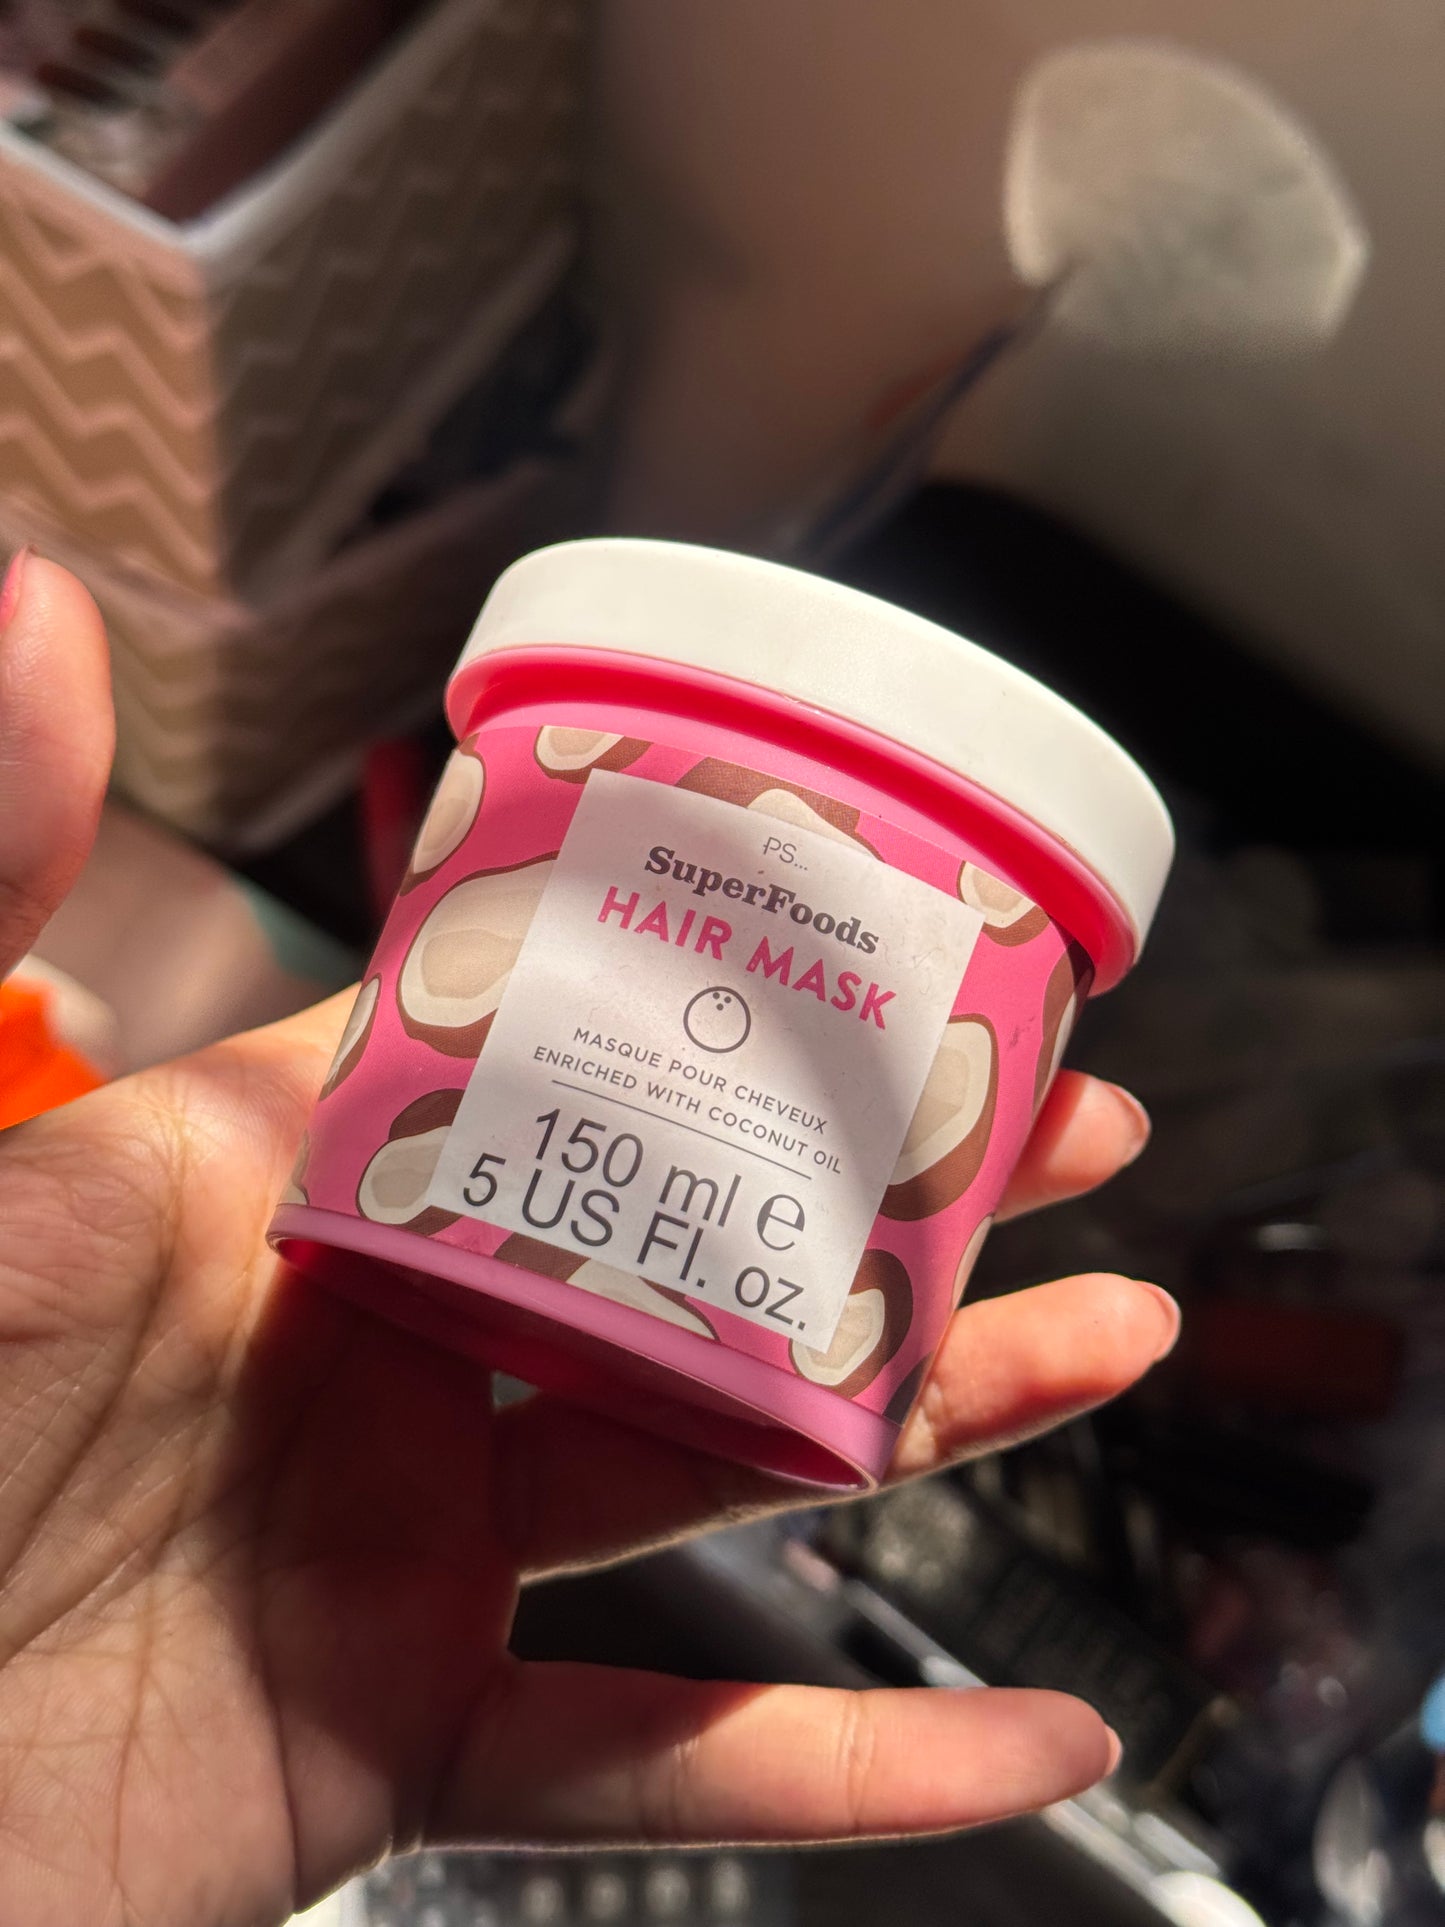 PS...
SuperFoods
HAIR MASK
MASQUE POUR CHEVEUX
ENRICHED WITH COCONUT OIL
150 ml e
5 US Fl. oz.